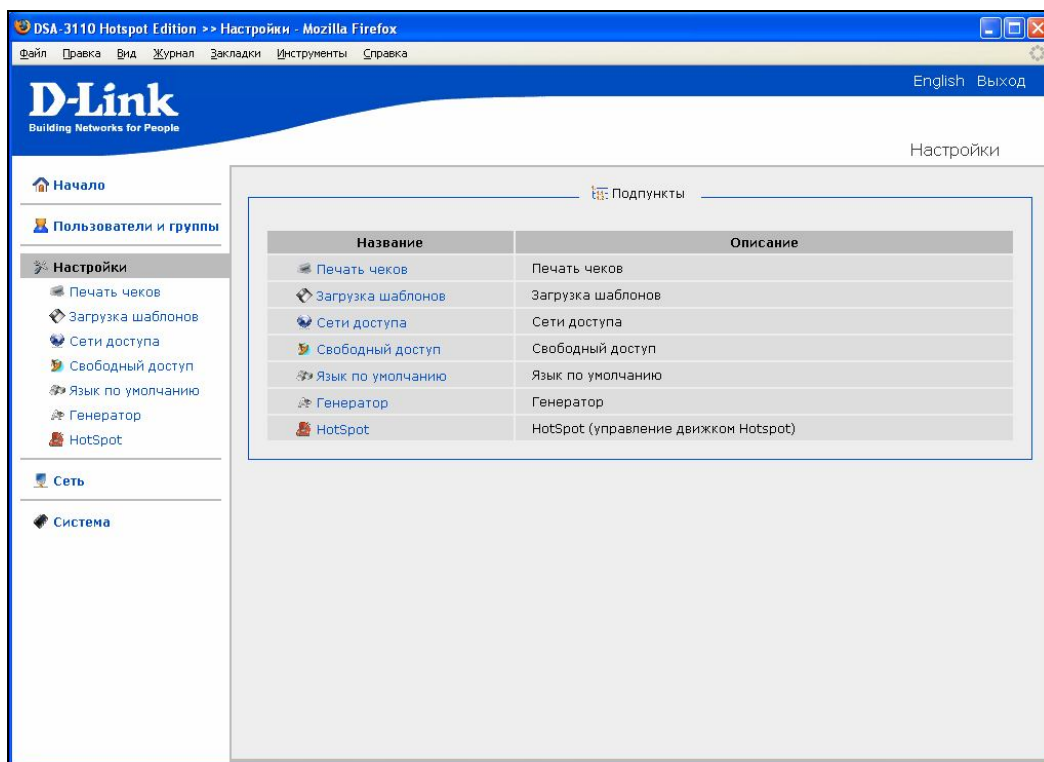 DSA-3110 Hotspot Edition >> Настройки - Mozilla Firefox
Файл Правка Вид Журнал Закладки Инструменты Справка
English Выход
D-Link
Building Networks for People
Настройки
Начало
Пользователи и группы
Настройки
Печать чеков
Загрузка шаблонов
Сети доступа
Свободный доступ
Язык по умолчанию
Генератор
HotSpot
Сеть
Система
Подпункты
Название Описание
Печать чеков Печать чеков
Загрузка шаблонов Загрузка шаблонов
Сети доступа Сети доступа
Свободный доступ Свободный доступ
Язык по умолчанию Язык по умолчанию
Генератор Генератор
HotSpot HotSpot (управление движком Hotspot)